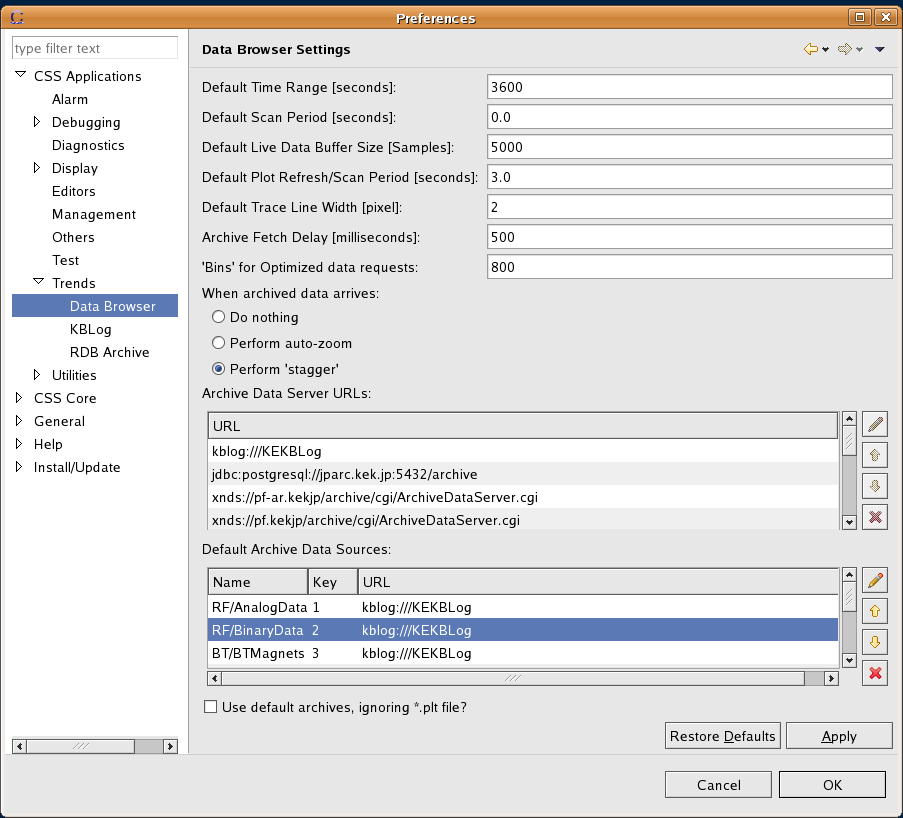 Preferences
type filter text
CSS Applications
Alarm
Debugging
Diagnostics
Display
Editors
Management
Others
Test
Trends
Data Browser
KBLog
RDB Archive
Utilities
CSS Core
General
Help
Install/Update
Data Browser Settings
Default Time Range [seconds]: 3600
Default Scan Period [seconds]: 0.0
Default Live Data Buffer Size [Samples]: 5000
Default Plot Refresh/Scan Period [seconds]: 3.0
Default Trace Line Width [pixel]: 2
Archive Fetch Delay [milliseconds]: 500
'Bins' for Optimized data requests: 800
When archived data arrives:
Do nothing
Perform auto-zoom
Perform 'stagger'
Archive Data Server URLs:
URL
kblog:///KEKBLog
jdbc:postgresql://jparc.kek.jp:5432/archive
xnds://pf-ar.kekjp/archive/cgi/ArchiveDataServer.cgi
xnds://pf.kekjp/archive/cgi/ArchiveDataServer.cgi
Default Archive Data Sources:
Name Key URL
RF/AnalogData 1 kblog:///KEKBLog
RF/BinaryData 2 kblog:///KEKBLog
BT/BTMagnets 3 kblog:///KEKBLog
Use default archives, ignoring *.plt file?
Restore Defaults Apply
Cancel OK